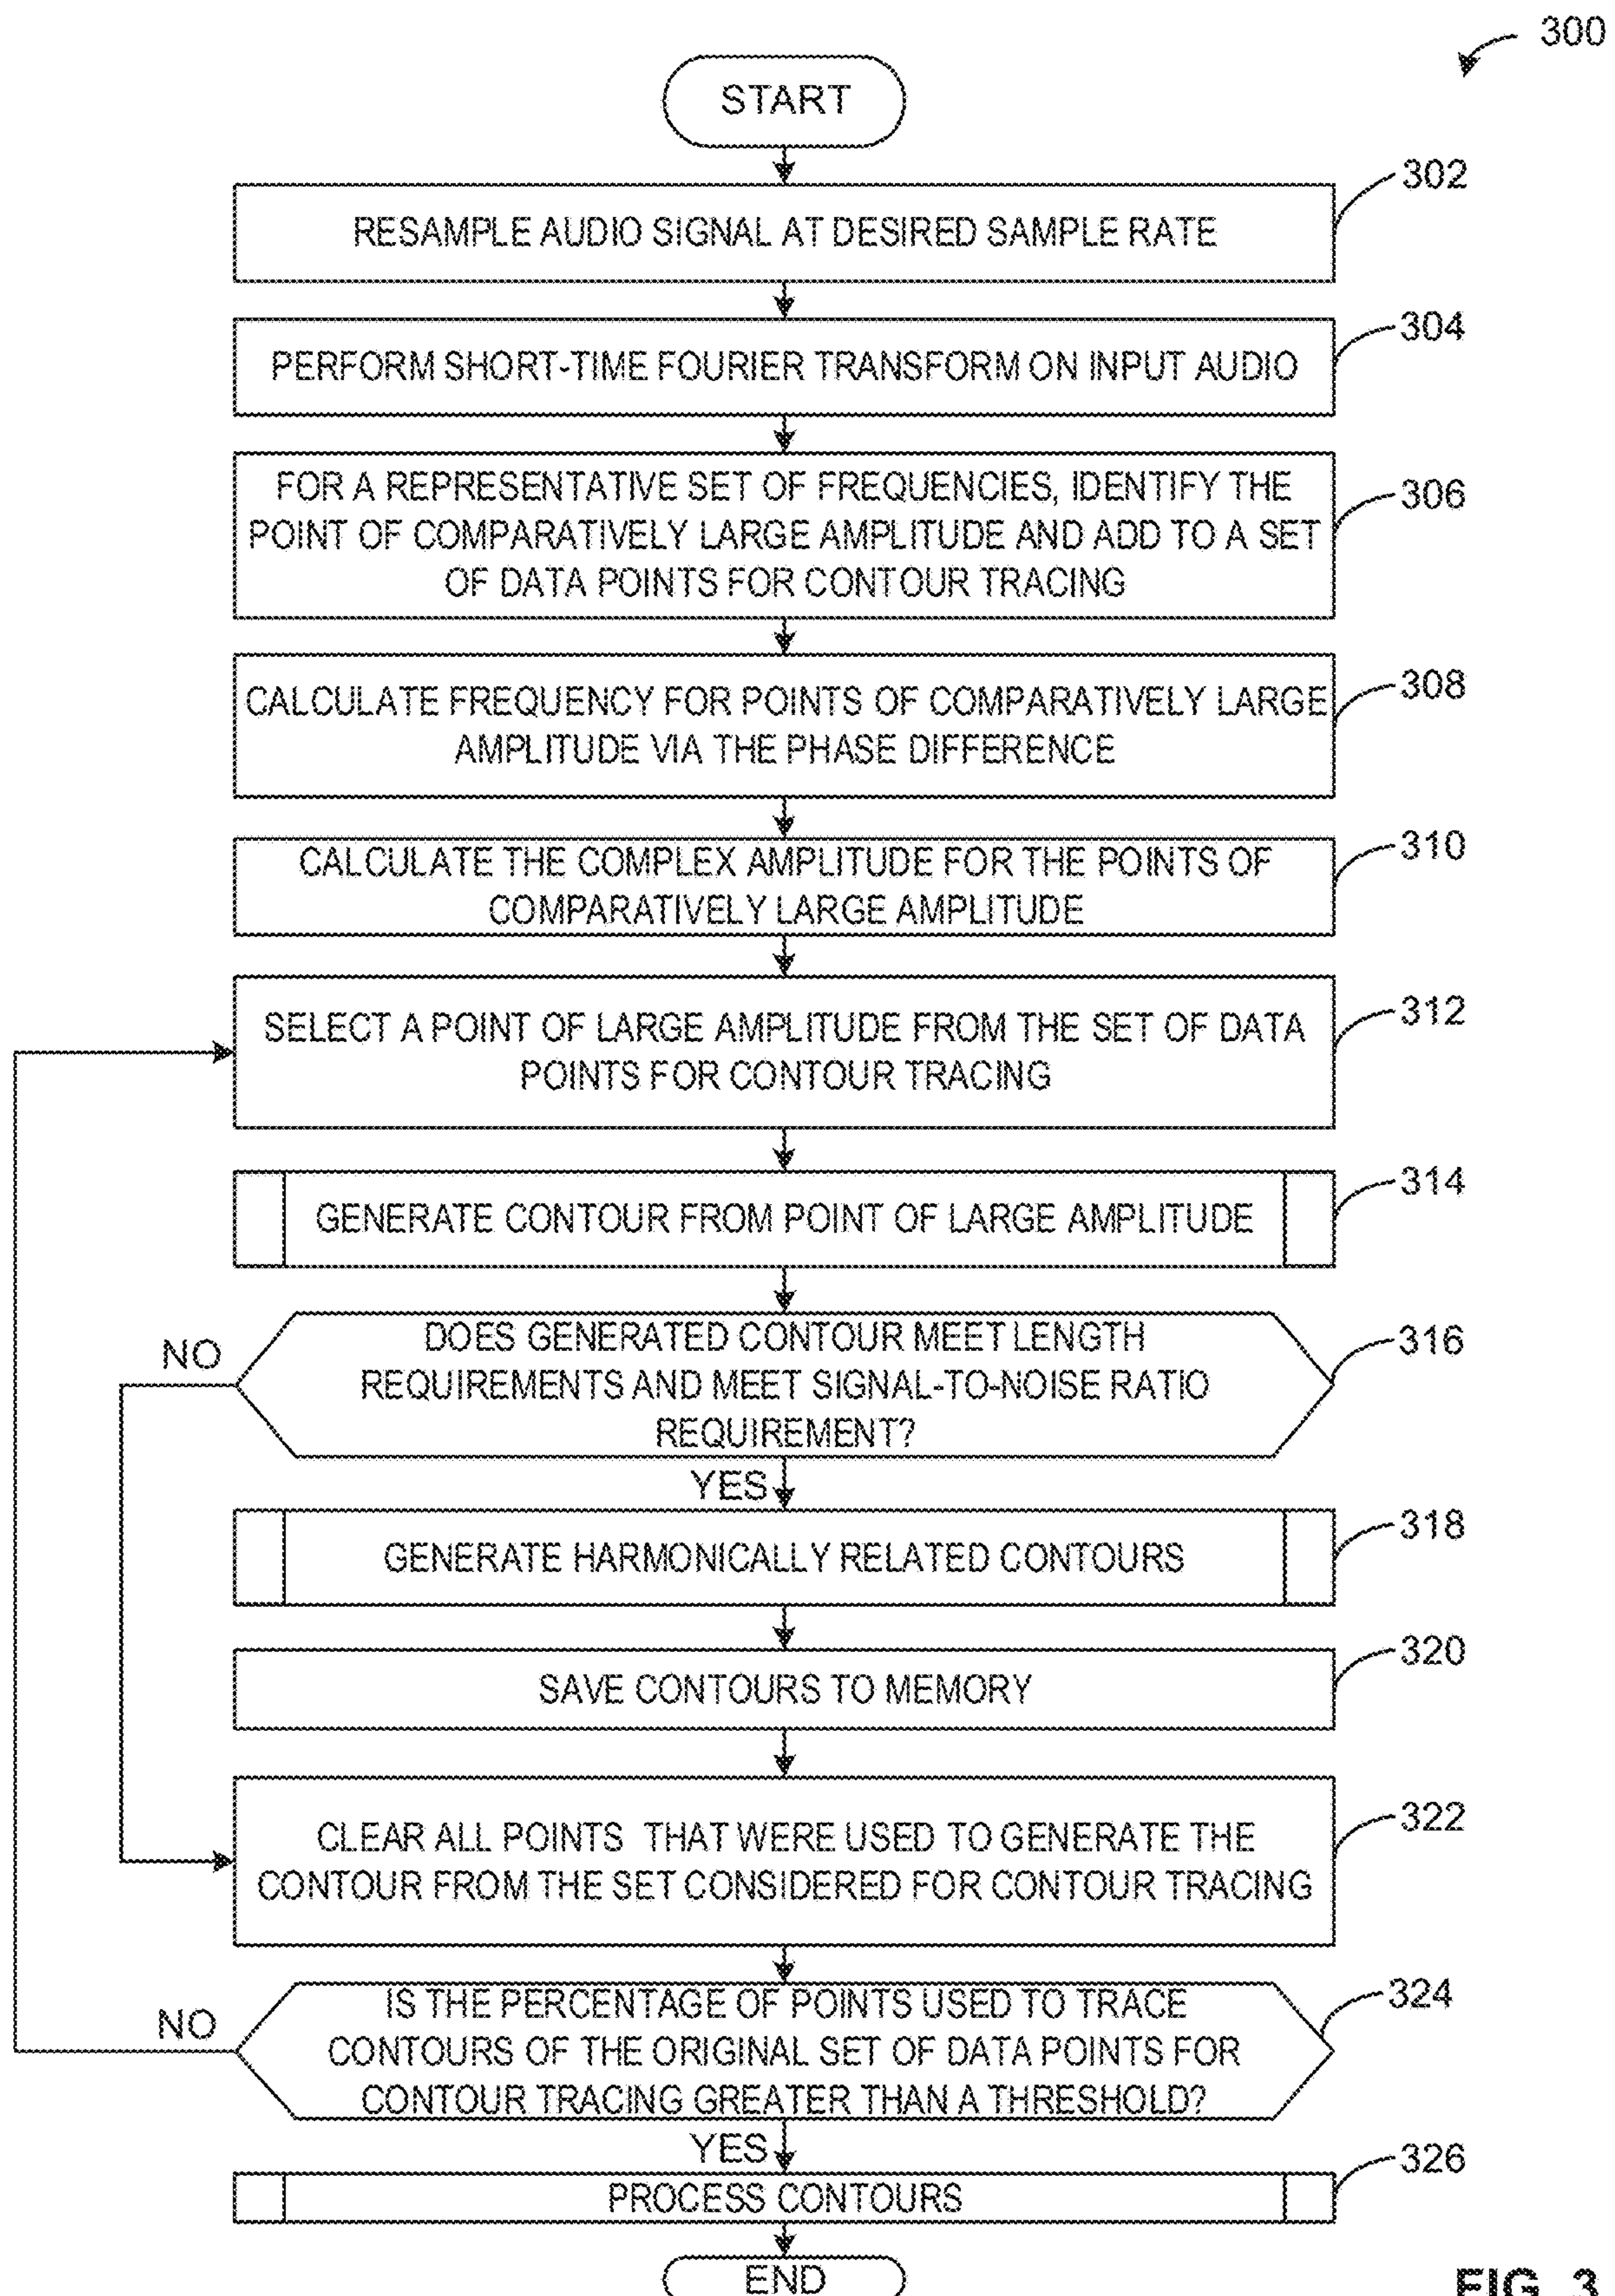 300
START
302
RESAMPLE AUDIO SIGNAL AT DESIRED SAMPLE RATE
304
PERFORM SHORT-TIME FOURIER TRANSFORM ON INPUT AUDIO
306
FOR A REPRESENTATIVE SET OF FREQUENCIES, IDENTIFY THE
POINT OF COMPARATIVELY LARGE AMPLITUDE AND ADD TO A SET
OF DATA POINTS FOR CONTOUR TRACING
308
CALCULATE FREQUENCY FOR POINTS OF COMPARATIVELY LARGE
AMPLITUDE VIA THE PHASE DIFFERENCE
310
CALCULATE THE COMPLEX AMPLITUDE FOR THE POINTS OF
COMPARATIVELY LARGE AMPLITUDE
312
SELECT A POINT OF LARGE AMPLITUDE FROM THE SET OF DATA
POINTS FOR CONTOUR TRACING
314
GENERATE CONTOUR FROM POINT OF LARGE AMPLITUDE
316
NO
DOES GENERATED CONTOUR MEET LENGTH
REQUIREMENTS AND MEET SIGNAL-TO-NOISE RATIO
REQUIREMENT?
YES
318
GENERATE HARMONICALLY RELATED CONTOURS
320
SAVE CONTOURS TO MEMORY
322
CLEAR ALL POINTS THAT WERE USED TO GENERATE THE
CONTOUR FROM THE SET CONSIDERED FOR CONTOUR TRACING
324
NO
IS THE PERCENTAGE OF POINTS USED TO TRACE
CONTOURS OF THE ORIGINAL SET OF DATA POINTS FOR
CONTOUR TRACING GREATER THAN A THRESHOLD?
YES
326
PROCESS CONTOURS
END
FIG. 3